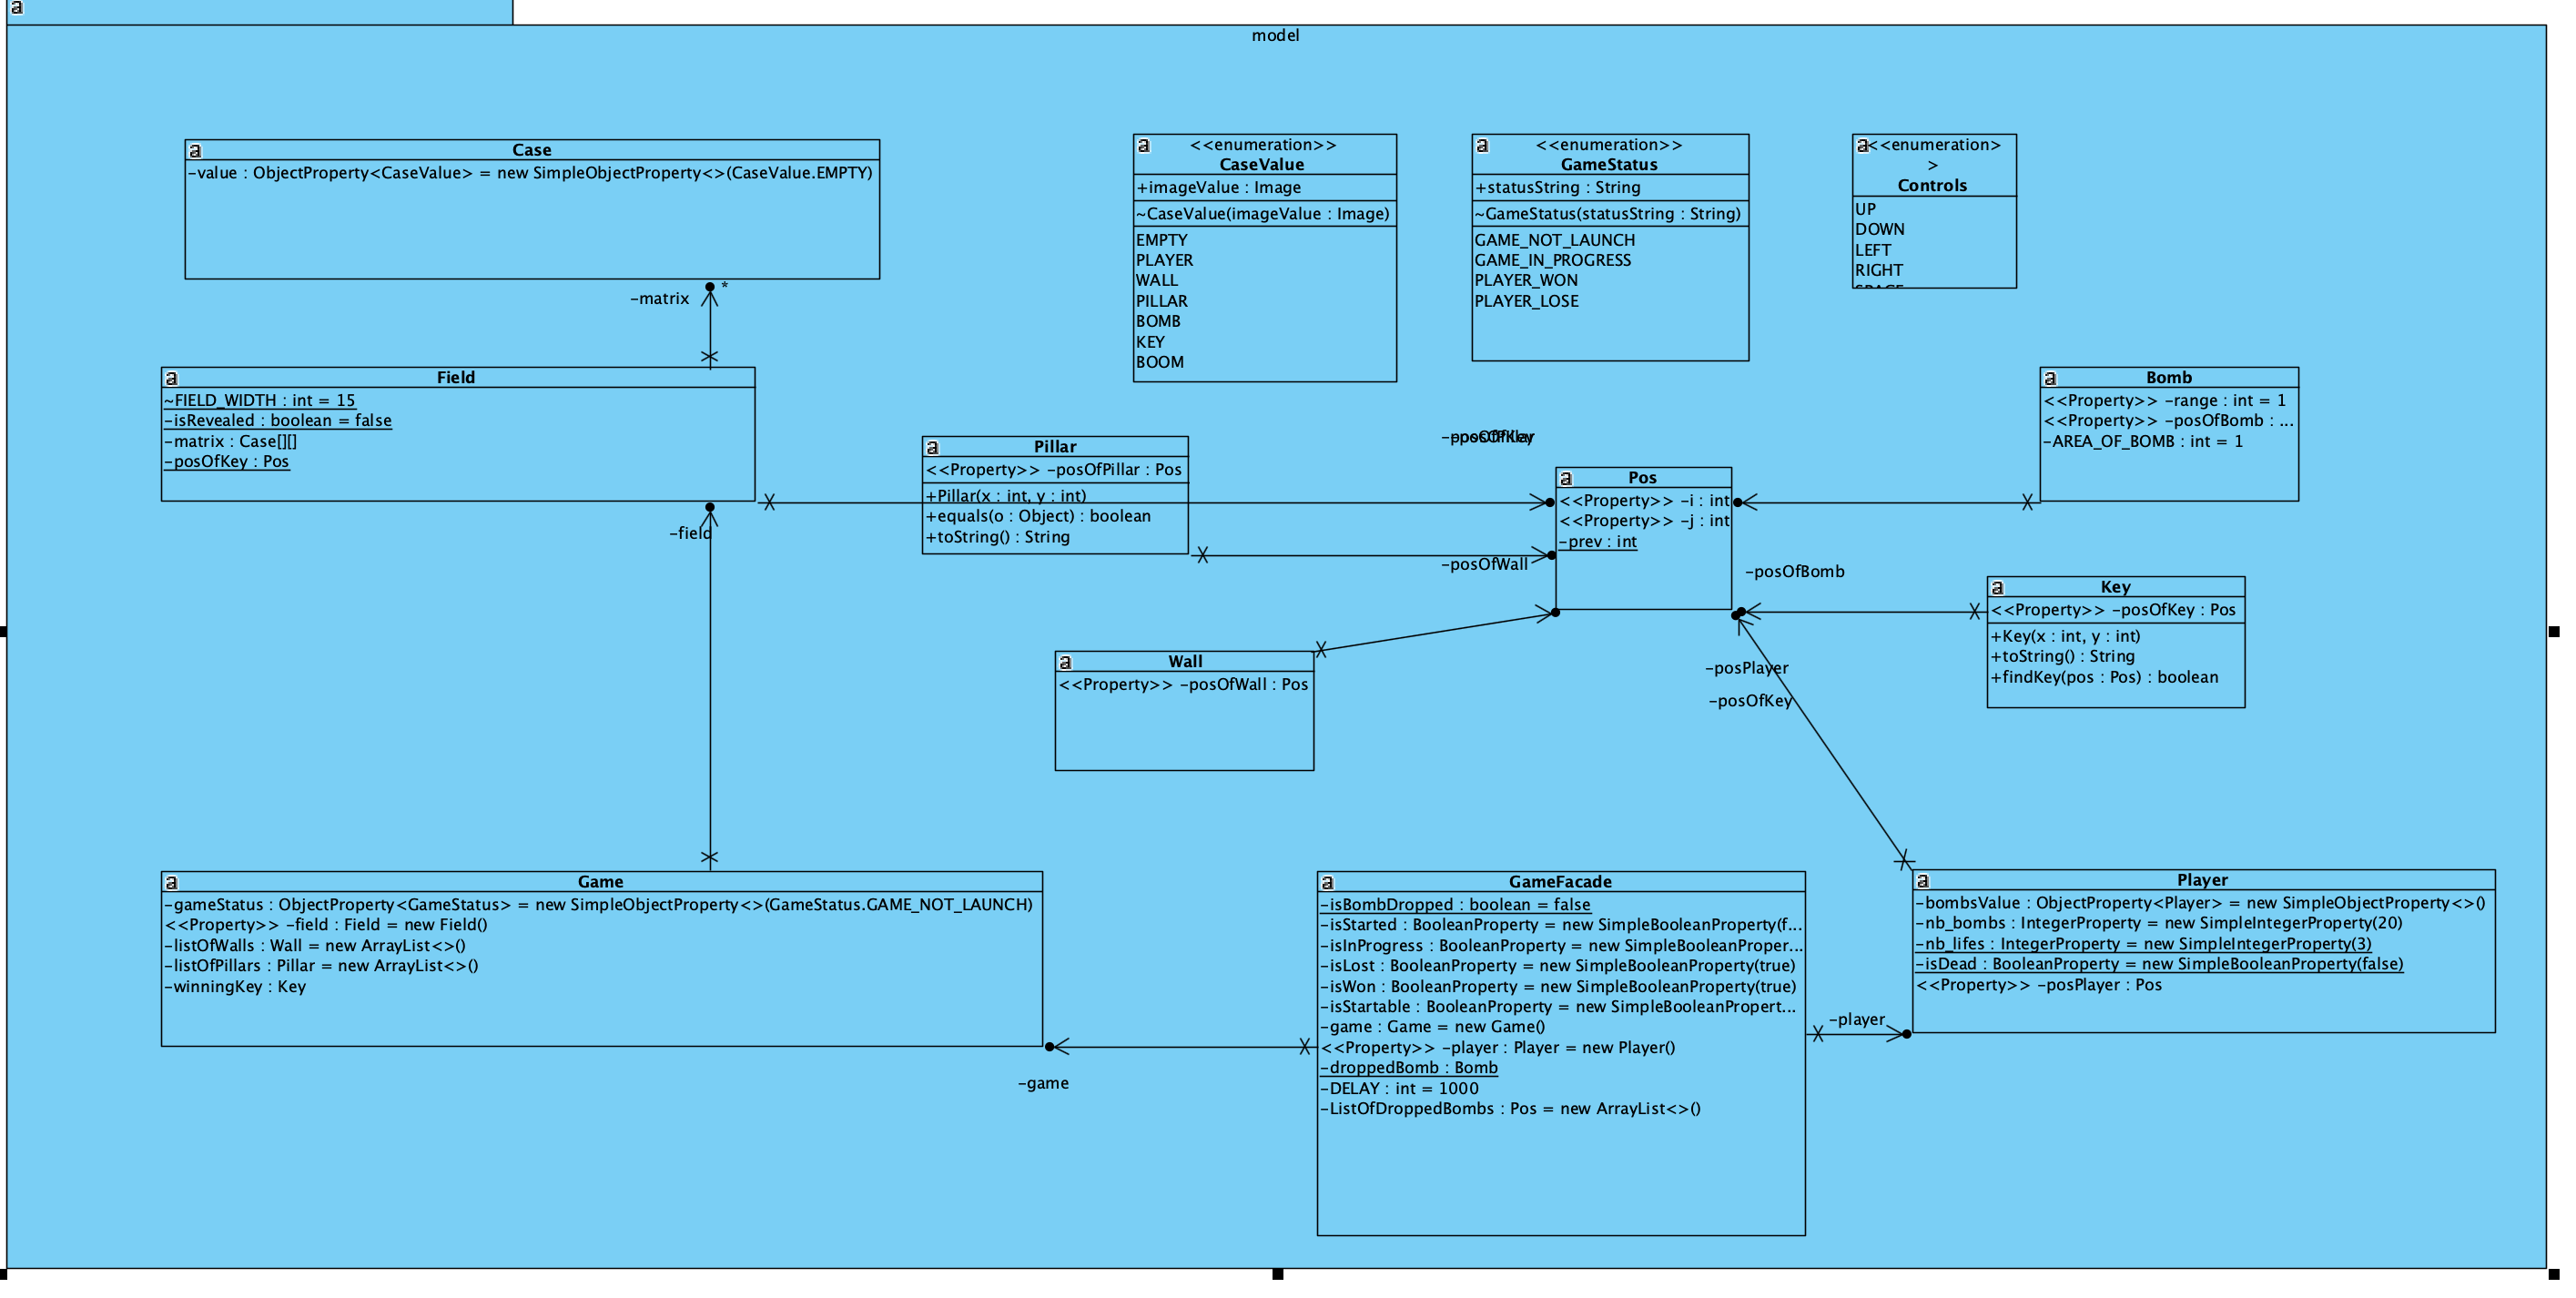 model
Case
-value : ObjectProperty<CaseValue> = new SimpleObjectProperty<>(CaseValue.EMPTY)
<<enumeration>>
CaseValue
+imageValue : Image
~CaseValue(imageValue : Image)
EMPTY
PLAYER
WALL
PILLAR
BOMB
KEY
BOOM
<<enumeration>>
GameStatus
+statusString : String
~GameStatus(statusString : String)
GAME_NOT_LAUNCH
GAME_IN_PROGRESS
PLAYER_WON
PLAYER_LOSE
<<enumeration>
>
Controls
UP
DOWN
LEFT
RIGHT
-matrix
*
Field
~FIELD_WIDTH : int = 15
-isRevealed : boolean = false
-matrix : Case[][]
-posOfKey : Pos
-field
Pillar
<<Property>> -posOfPillar : Pos
+Pillar(x : int, y : int)
+equals(o : Object) : boolean
+toString() : String
Pos
<<Property>> -i : int
<<Property>> -j : int
-prev : int
Bomb
<<Property>> -range : int = 1
<<Property>> -posOfBomb : ...
-AREA_OF_BOMB : int = 1
-posOfWall
-posOfBomb
Key
<<Property>> -posOfKey : Pos
+Key(x : int, y : int)
+toString() : String
+findKey(pos : Pos) : boolean
Wall
<<Property>> -posOfWall : Pos
-posPlayer
-posOfKey
Game
-gameStatus : ObjectProperty<GameStatus> = new SimpleObjectProperty<>(GameStatus.GAME_NOT_LAUNCH)
<<Property>> -field : Field = new Field()
-listOfWalls : Wall = new ArrayList<>()
-listOfPillars : Pillar = new ArrayList<>()
-winningKey : Key
-game
GameFacade
-isBombDropped : boolean = false
-isStarted : BooleanProperty = new SimpleBooleanProperty(f...
-isInProgress : BooleanProperty = new SimpleBooleanProper...
-isLost : BooleanProperty = new SimpleBooleanProperty(true)
-isWon : BooleanProperty = new SimpleBooleanProperty(true)
-isStartable : BooleanProperty = new SimpleBooleanPropert...
-game : Game = new Game()
<<Property>> -player : Player = new Player()
-droppedBomb : Bomb
-DELAY : int = 1000
-ListOfDroppedBombs : Pos = new ArrayList<>()
-player
Player
-bombsValue : ObjectProperty<Player> = new SimpleObjectProperty<>()
-nb_bombs : IntegerProperty = new SimpleIntegerProperty(20)
-nb_lifes : IntegerProperty = new SimpleIntegerProperty(3)
-isDead : BooleanProperty = new SimpleBooleanProperty(false)
<<Property>> -posPlayer : Pos